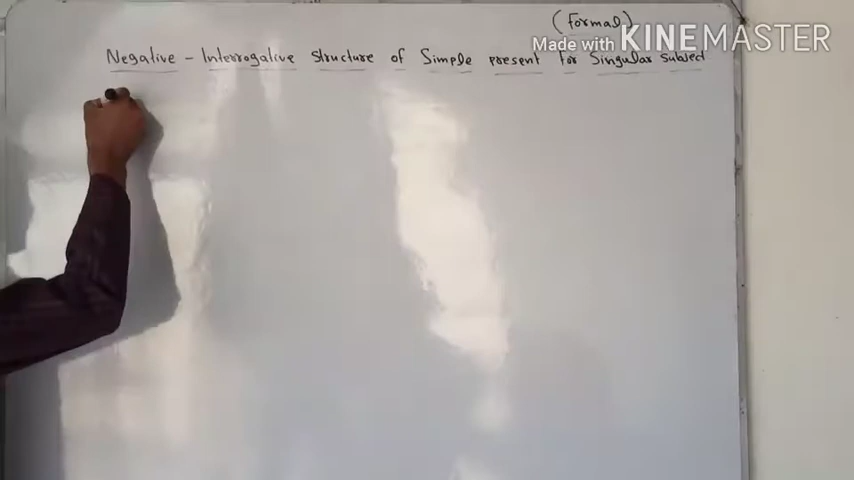 (Formal)
Made with KINEMASTER
Negative - Interrogative Structure of Simple present for Singular subject